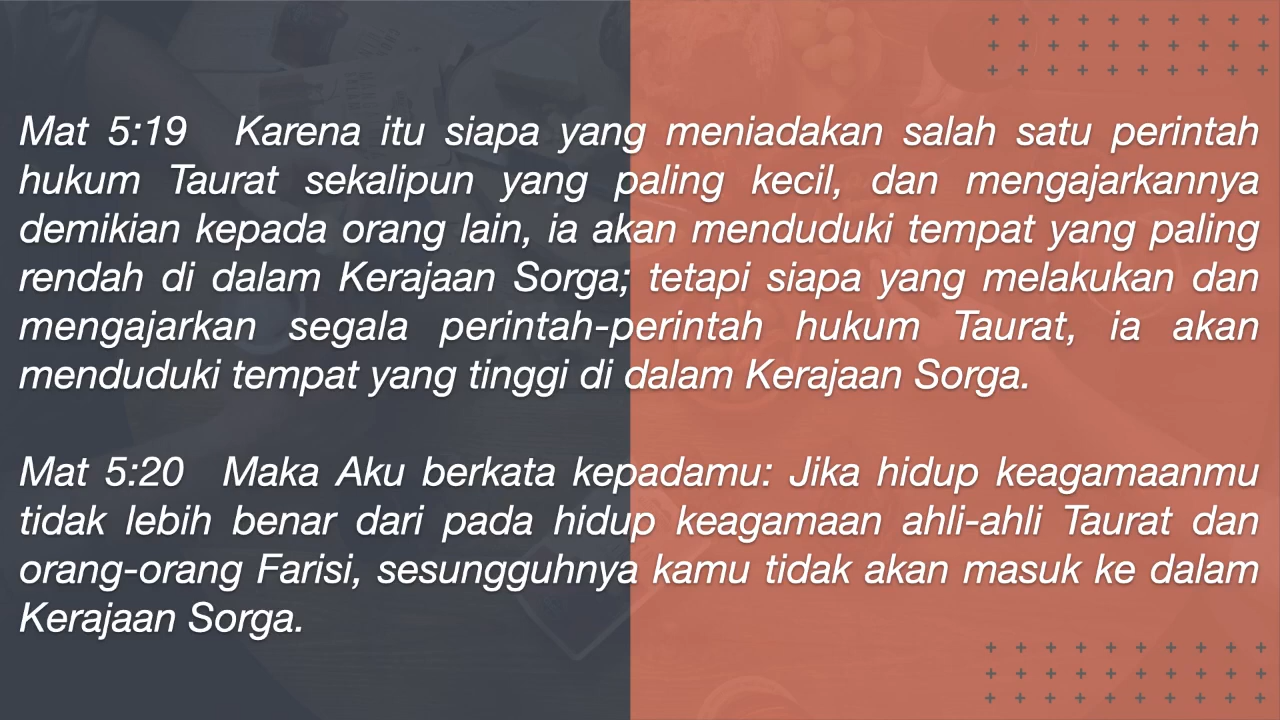 Mat 5:19 Karena itu siapa yang meniadakan salah satu perintah
hukum Taurat sekalipun yang paling kecil, dan mengajarkannya
demikian kepada orang lain, ia akan menduduki tempat yang paling
rendah di dalam Kerajaan Sorga; tetapi siapa yang melakukan dan
mengajarkan segala perintah-perintah hukum Taurat, ia akan
menduduki tempat yang tinggi di dalam Kerajaan Sorga.
Mat 5:20 Maka Aku berkata kepadamu: Jika hidup keagamaanmu
tidak lebih benar dari pada hidup keagamaan ahli-ahli Taurat dan
orang-orang Farisi, sesungguhnya kamu tidak akan masuk ke dalam
Kerajaan Sorga.